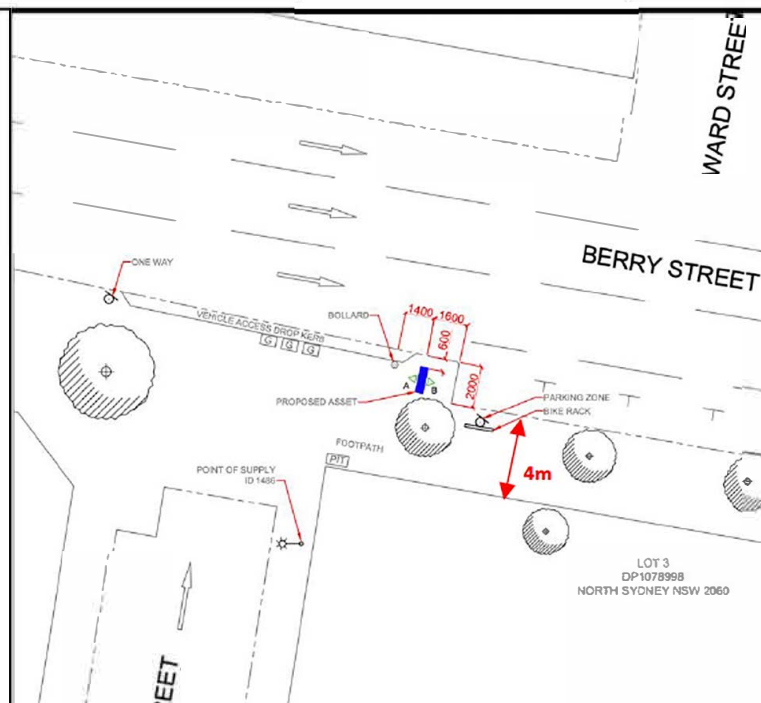 WARD STREET
BERRY STREET
ONE WAY
VEHICLE ACCESS DROP KERB
G G G
BOLLARD
1400 1600
600
2000
A B
PROPOSED ASSET
PARKING ZONE
BIKE RACK
FOOTPATH
PIT
4m
POINT OF SUPPLY
ID 1486
LOT 3
DP1078998
NORTH SYDNEY NSW 2060
EET